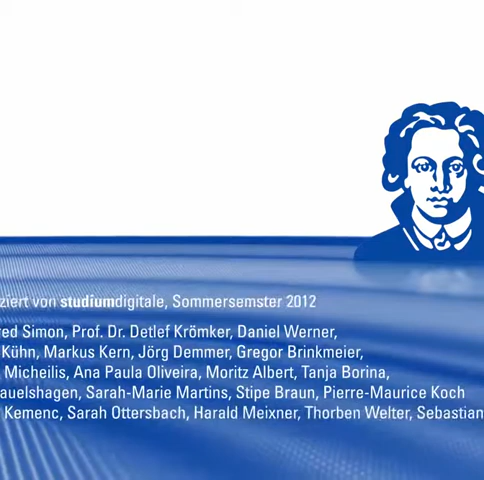 ziert von studiumdigitale, Sommersemster 2012
red Simon, Prof. Dr. Detlef Krömker, Daniel Werner,
Kühn, Markus Kern, Jörg Demmer, Gregor Brinkmeier,
Micheilis, Ana Paula Oliveira, Moritz Albert, Tanja Borina,
auelshagen, Sarah-Marie Martins, Stipe Braun, Pierre-Maurice Koch
Kemenc, Sarah Ottersbach, Harald Meixner, Thorben Welter, Sebastian